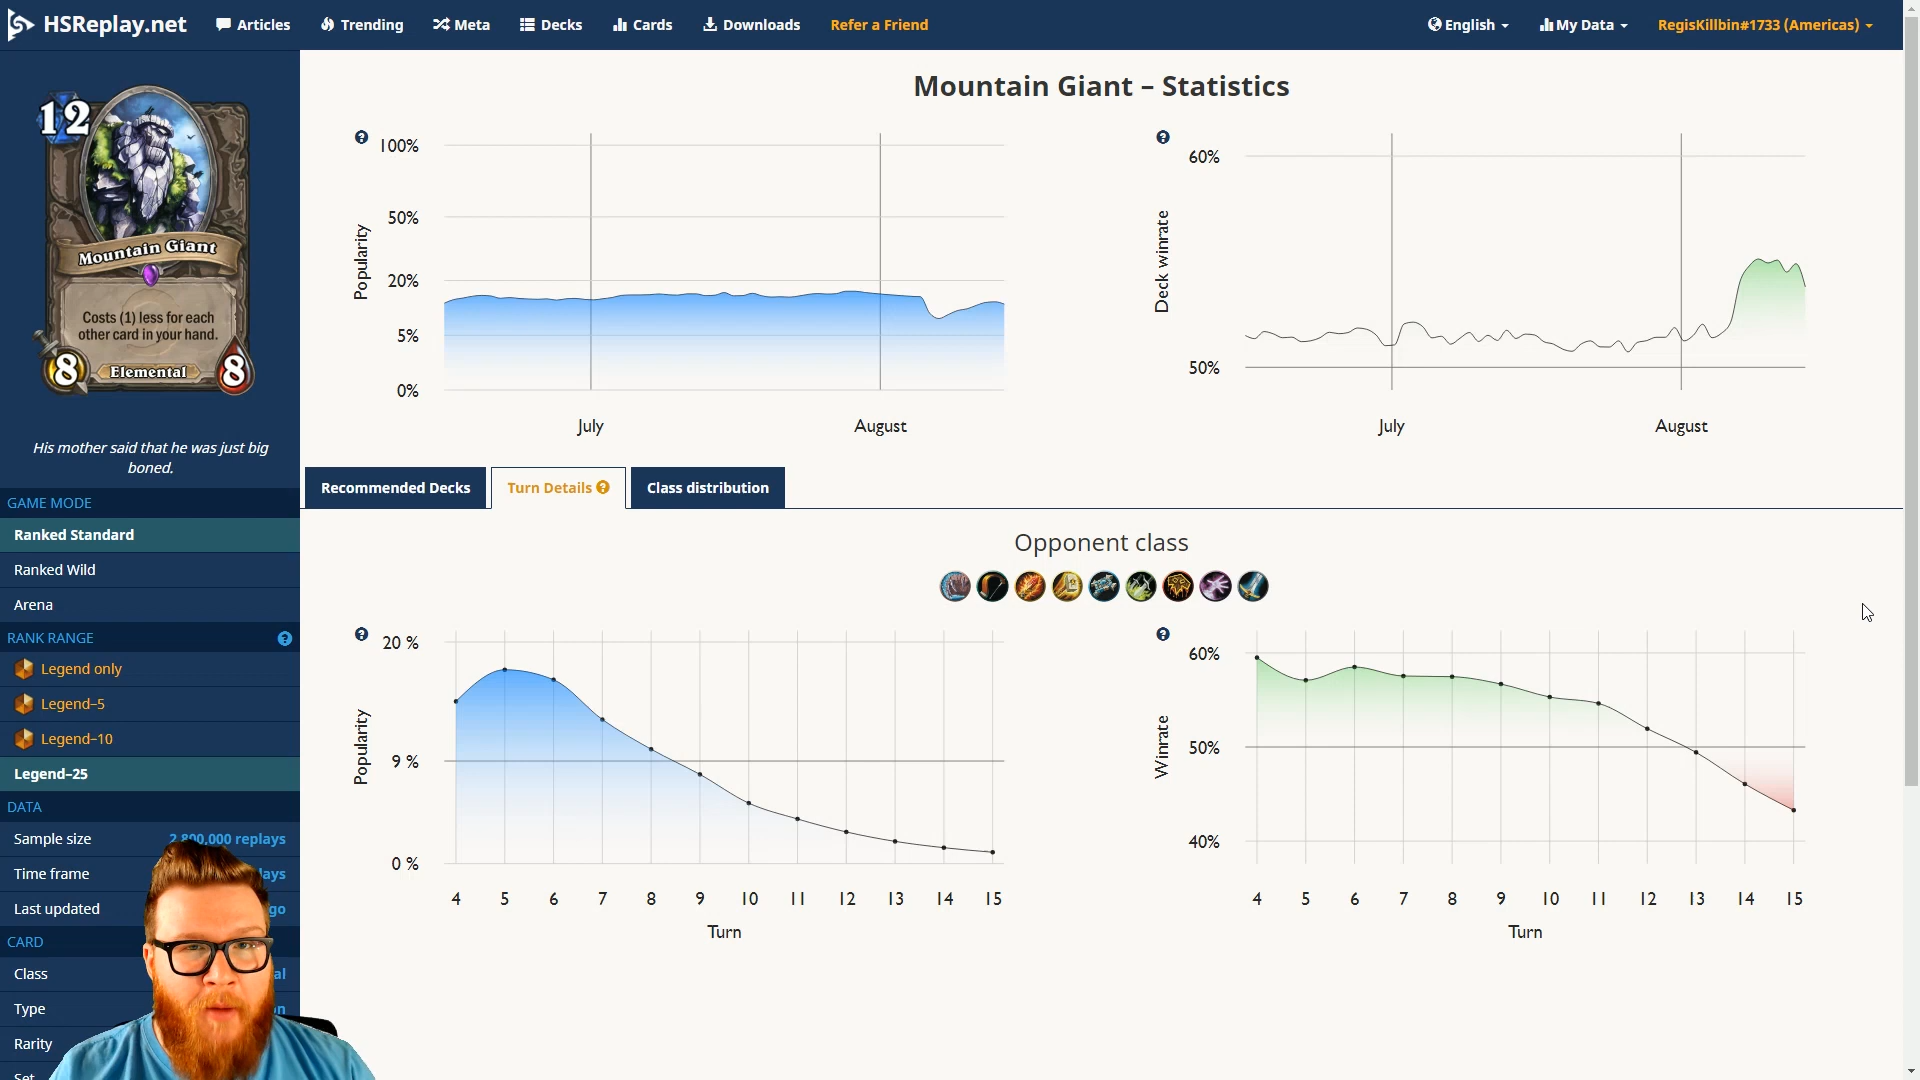 HSReplay.net Articles Trending Meta Decks Cards Downloads Refer a Friend English My Data RegisKillbin#1733 (Americas)
12
Mountain Giant
Costs (1) less for each
other card in your hand.
8 Elemental 8
His mother said that he was just big
boned.
GAME MODE
Ranked Standard
Ranked Wild
Arena
RANK RANGE ?
Legend only
Legend–5
Legend–10
Legend–25
DATA
Sample size 2,800,000 replays
Time frame
Last updated
CARD
Class
Type
Rarity
Set
Mountain Giant – Statistics
?
100%
50%
20%
5%
0%
Popularity
July August
?
60%
50%
Deck winrate
July August
Recommended Decks Turn Details ? Class distribution
Opponent class
?
20 %
9 %
0 %
Popularity
4 5 6 7 8 9 10 11 12 13 14 15
Turn
?
60%
50%
40%
Winrate
4 5 6 7 8 9 10 11 12 13 14 15
Turn